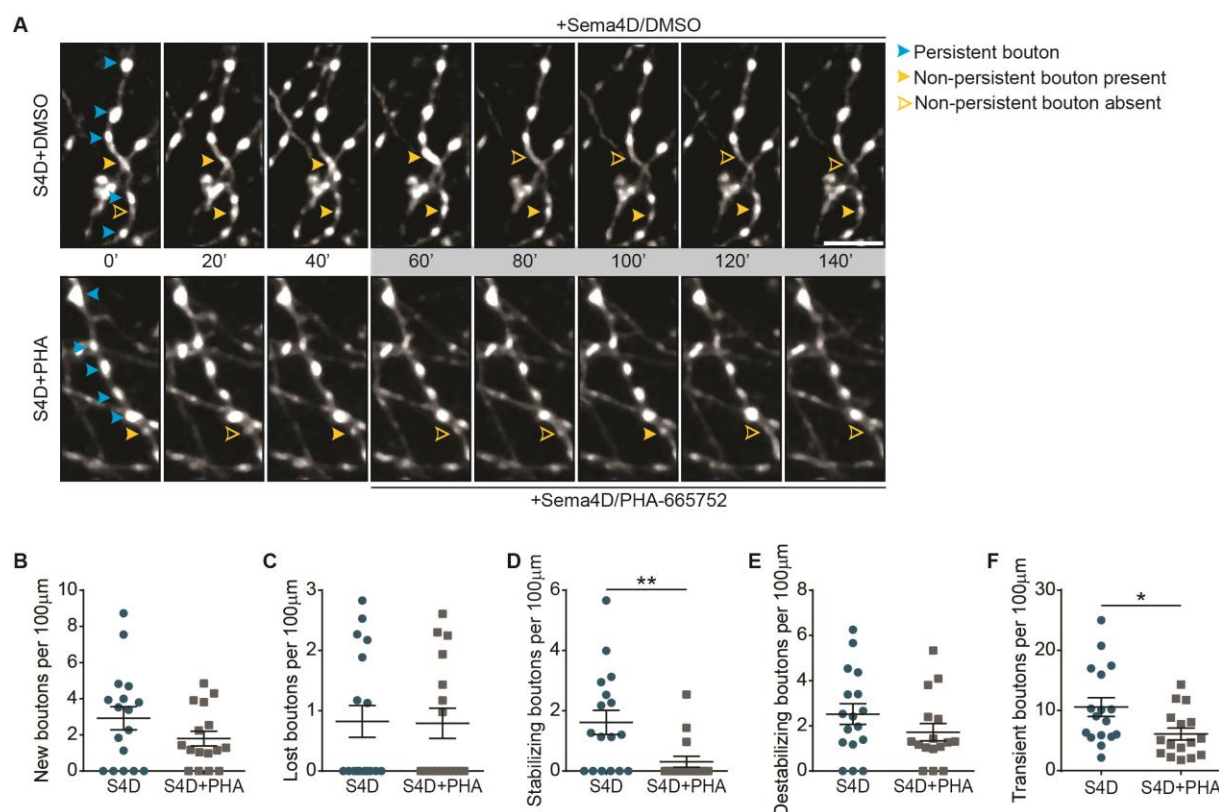 A
+Sema4D/DMSO
S4D+DMSO
Persistent bouton
Non-persistent bouton present
Non-persistent bouton absent
0’ 20’ 40’ 60’ 80’ 100’ 120’ 140’
S4D+PHA
+Sema4D/PHA-665752
B
New boutons per 100µm
10
8
6
4
2
0
S4D S4D+PHA
C
Lost boutons per 100µm
3
2
1
0
S4D S4D+PHA
D
Stabilizing boutons per 100µm
**
6
4
2
0
S4D S4D+PHA
E
Destabilizing boutons per 100µm
8
6
4
2
0
S4D S4D+PHA
F
Transient boutons per 100µm
*
30
20
10
0
S4D S4D+PHA